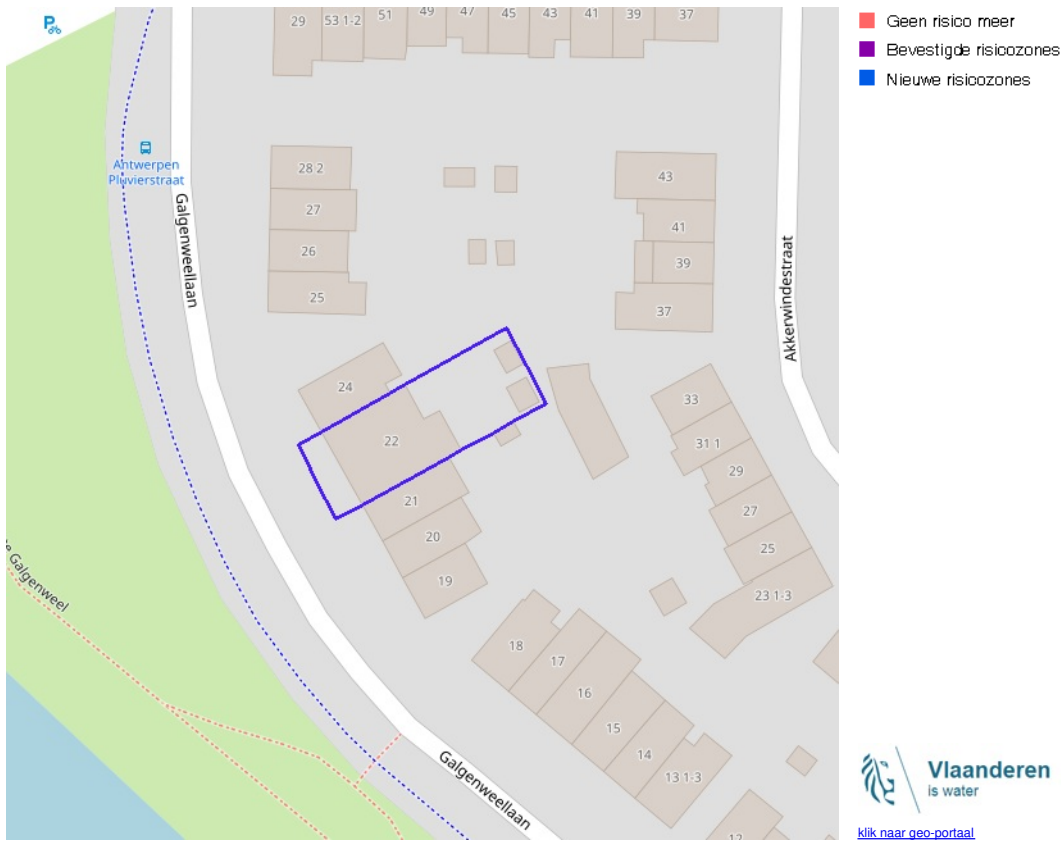 29
53 1-2
51
49
47
45
43
41
39
37
Geen risico meer
Bevestigde risicozones
Nieuwe risicozones
P
Antwerpen
Pluvierstraat
Galgenweellaan
28 2
27
26
25
43
41
39
37
Akkerwindestraat
24
22
21
20
19
33
31 1
29
27
25
23 1-3
e Galgenweel
18
17
16
15
14
13 1-3
12
Galgenweellaan
Vlaanderen
is water
klik naar geo-portaal